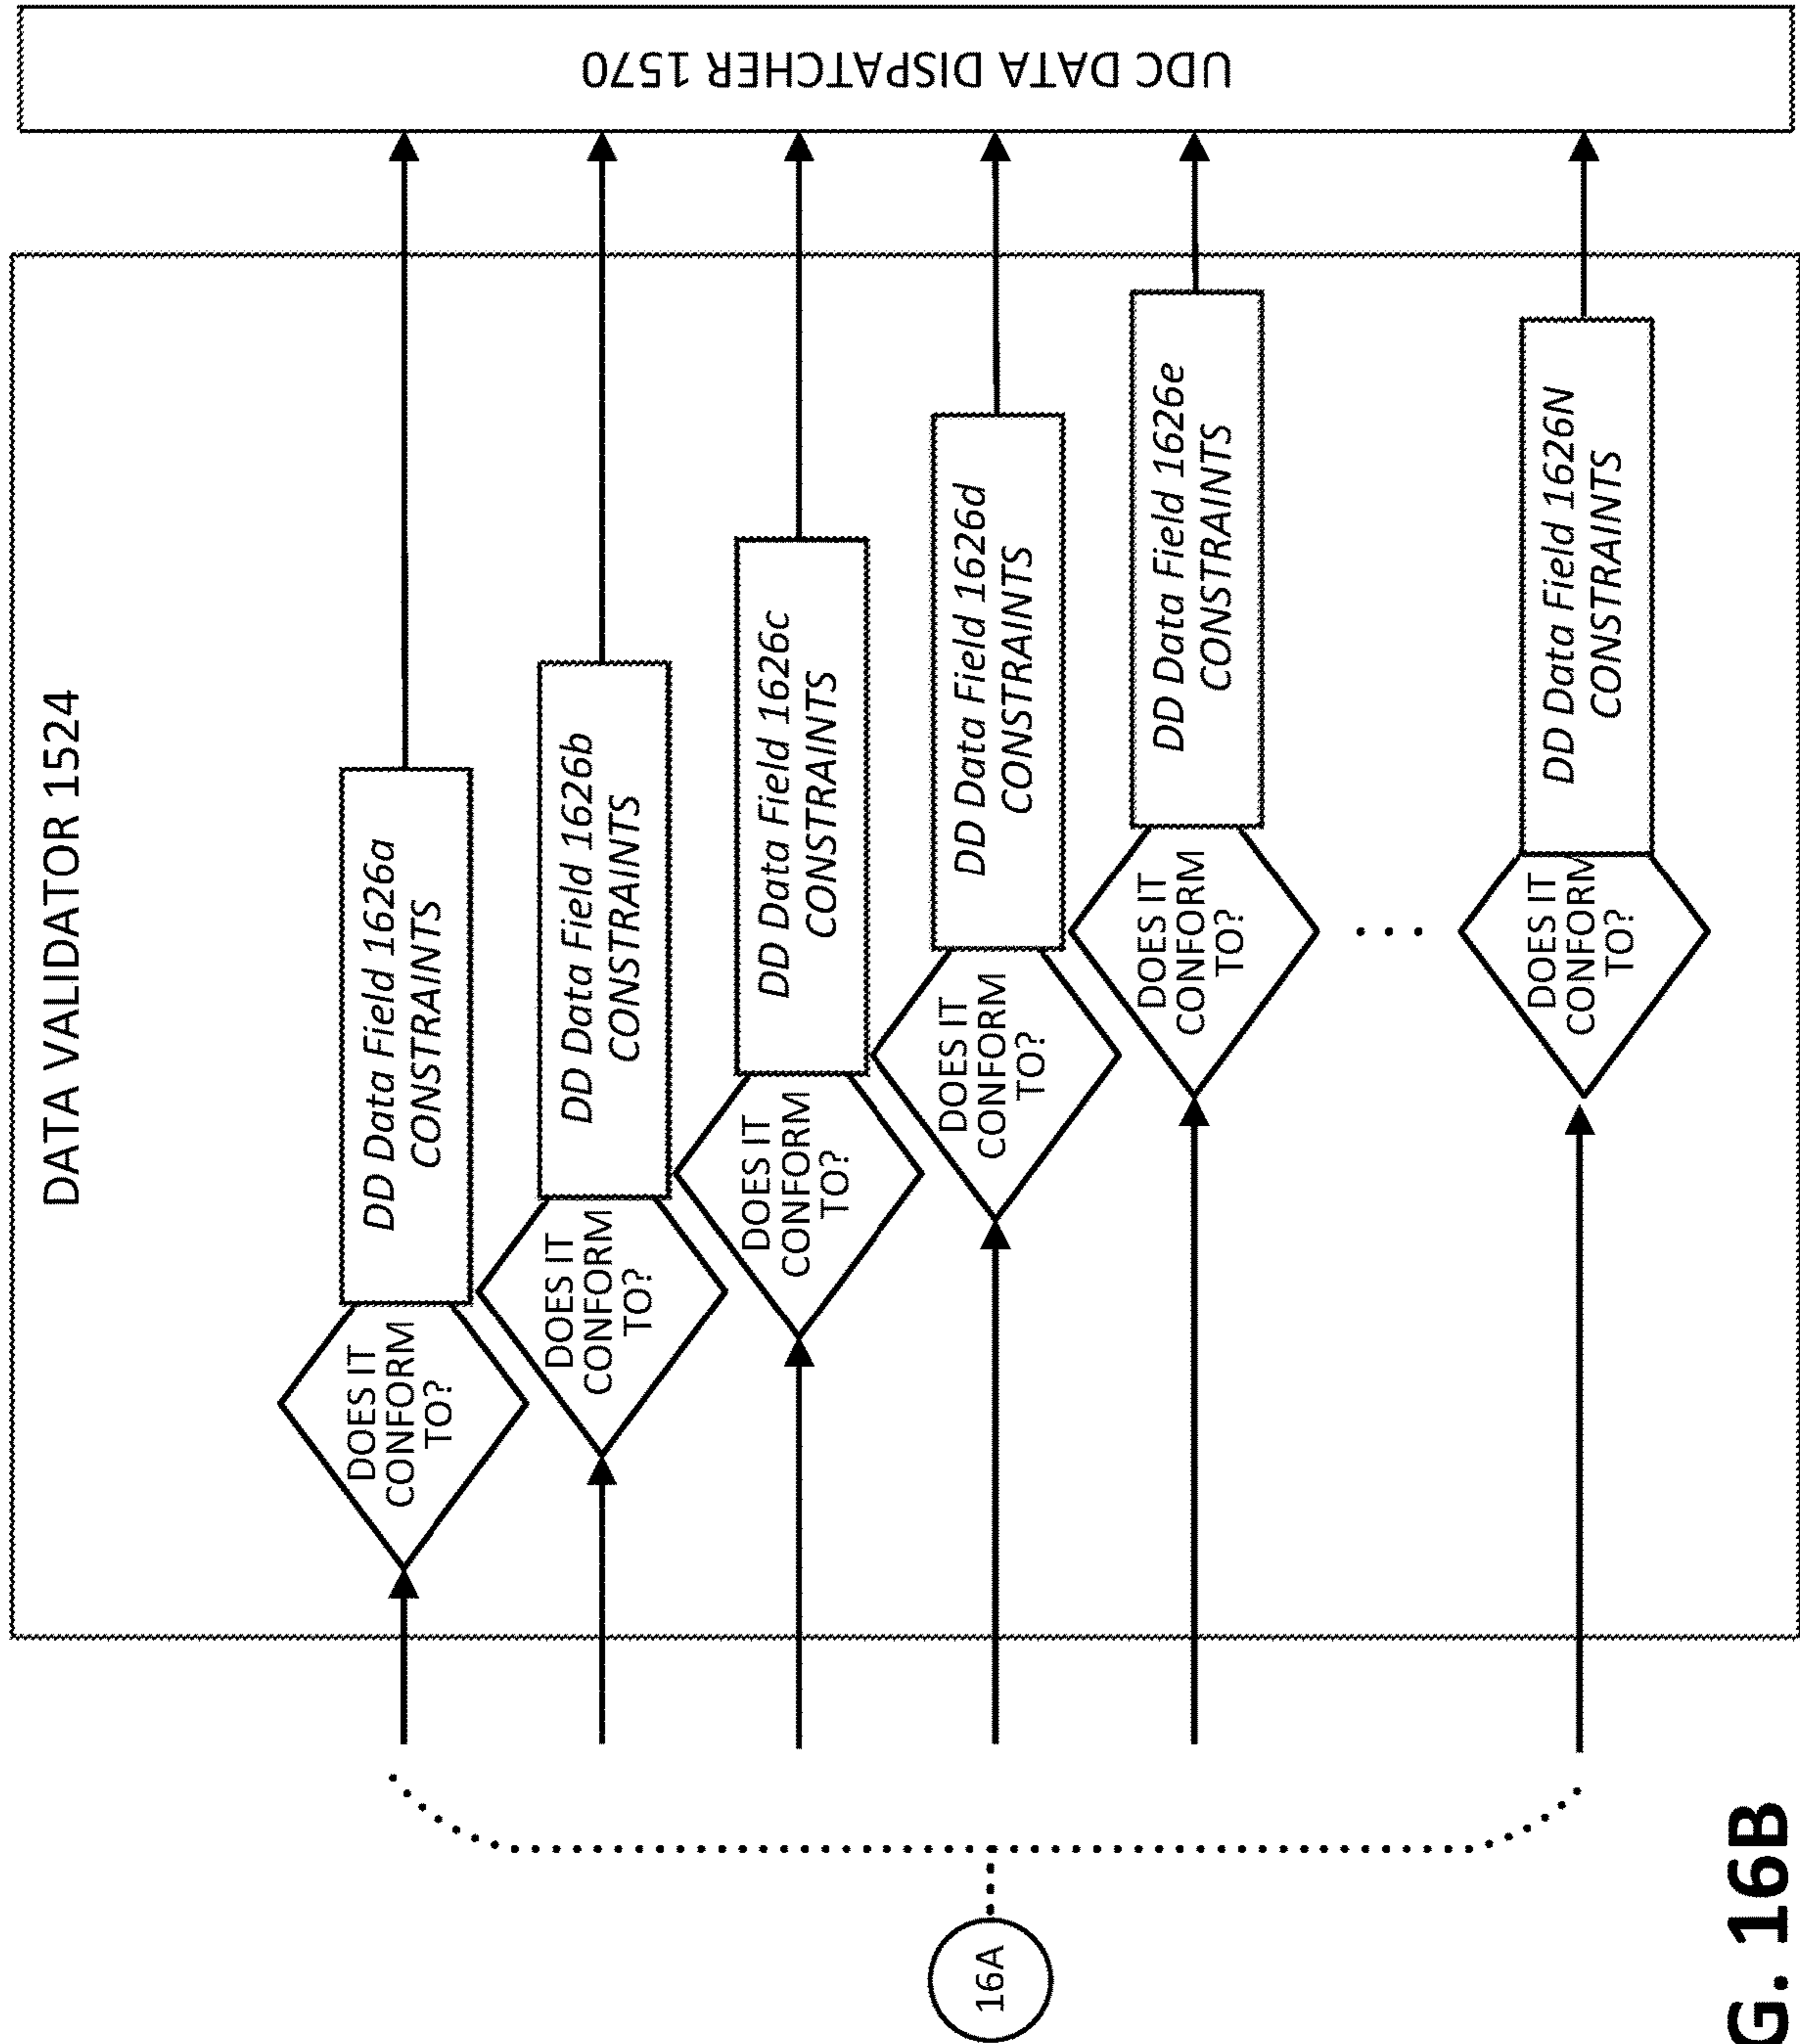 DATA VALIDATOR 1524
DOES IT
CONFORM
TO?
DD Data Field 1626a
CONSTRAINTS
DOES IT
CONFORM
TO?
DD Data Field 1626b
CONSTRAINTS
DOES IT
CONFORM
TO?
DD Data Field 1626c
CONSTRAINTS
DOES IT
CONFORM
TO?
DD Data Field 1626d
CONSTRAINTS
DOES IT
CONFORM
TO?
DD Data Field 1626e
CONSTRAINTS
...
DOES IT
CONFORM
TO?
DD Data Field 1626N
CONSTRAINTS
UDC DATA DISPATCHER 1570
16A
G. 16B